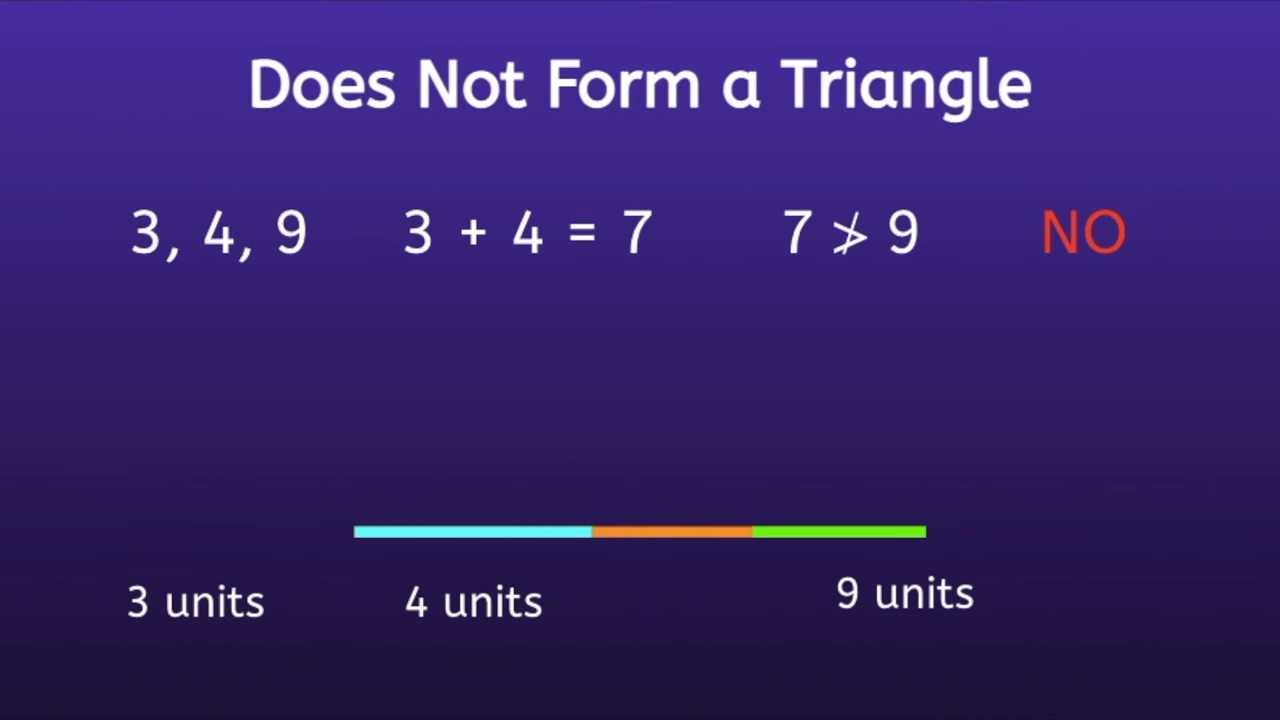 Does Not Form a Triangle
3, 4, 9 3 + 4 = 7 7 ≯ 9 NO
3 units 4 units 9 units